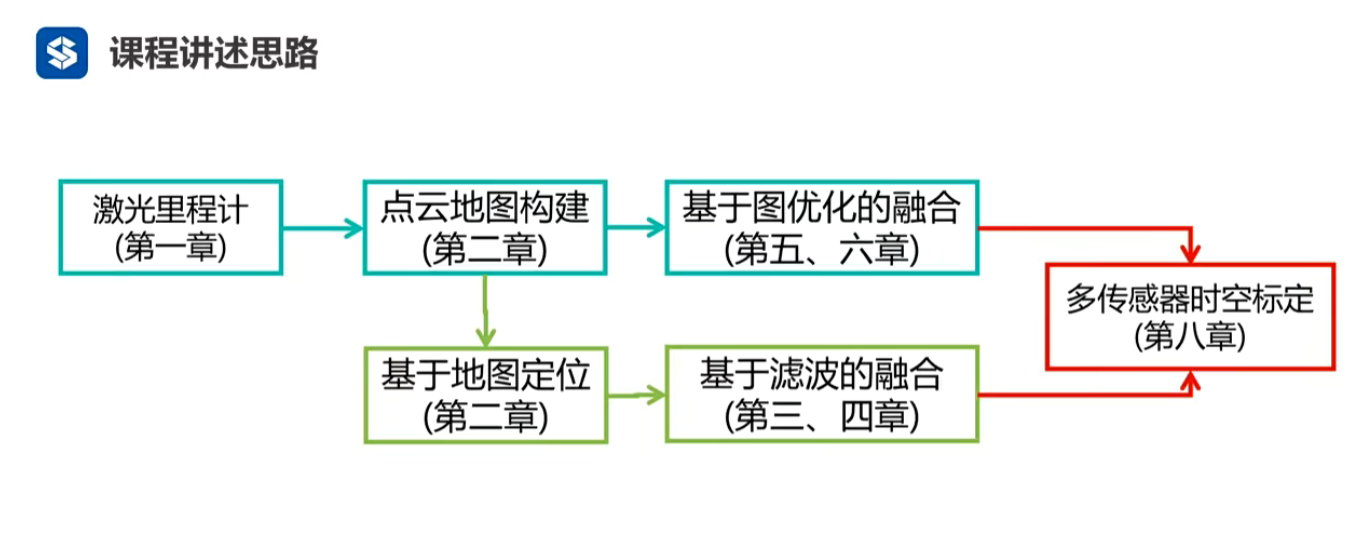 课程讲述思路
激光里程计
(第一章)
点云地图构建
(第二章)
基于图优化的融合
(第五、六章)
多传感器时空标定
(第八章)
基于地图定位
(第二章)
基于滤波的融合
(第三、四章)